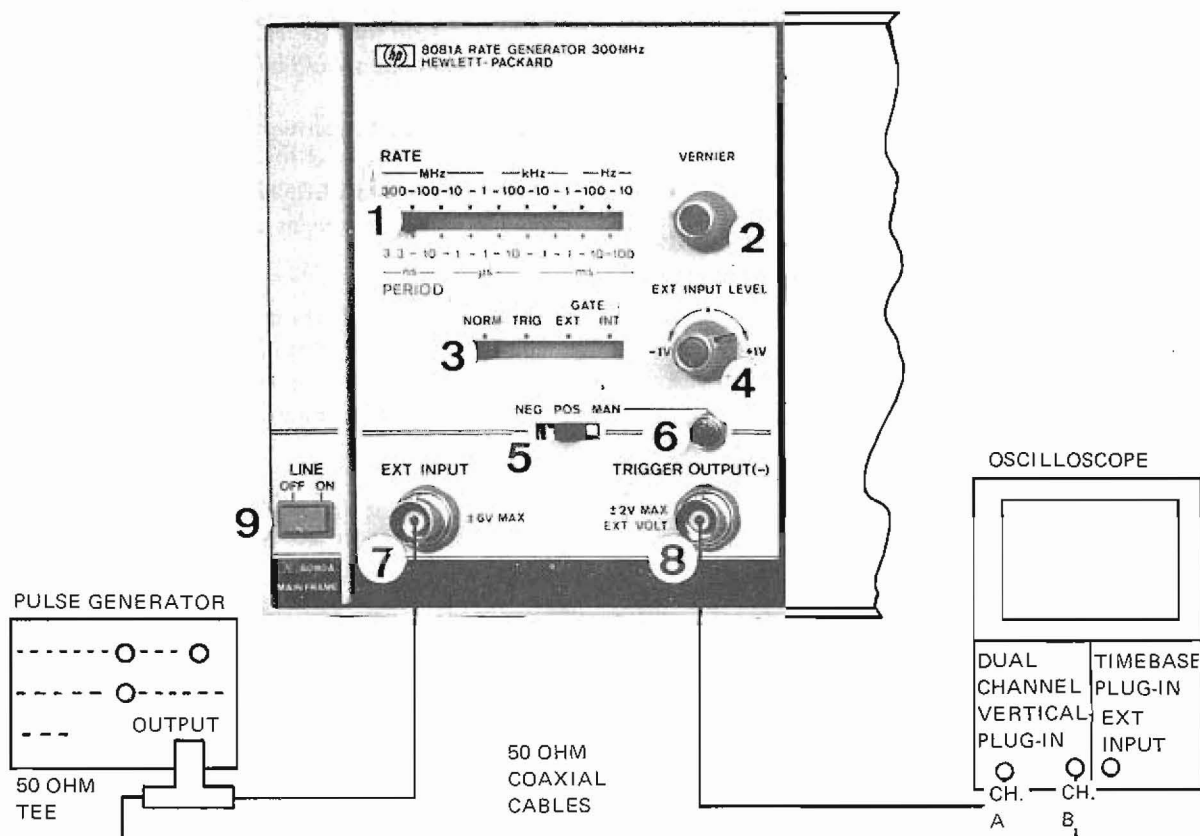 hp 8081A RATE GENERATOR 300MHz
HEWLETT-PACKARD
RATE
MHz kHz Hz
300-100-10 - 1 -100-10 - 1 -100-10
1
3.3 - 10 - .1 - 1 - 10 - .1 - 1 - 10-100
ns µs ms
PERIOD
VERNIER
2
EXT INPUT LEVEL
-1V +1V
4
GATE
NORM TRIG EXT INT
3
NEG POS MAN
5
6
LINE
OFF ON
9
EXT INPUT
±6V MAX
7
TRIGGER OUTPUT(-)
±2V MAX
EXT VOLT
8
8080A
MAINFRAME
PULSE GENERATOR
OUTPUT
50 OHM
TEE
50 OHM
COAXIAL
CABLES
OSCILLOSCOPE
DUAL
CHANNEL
VERTICAL
PLUG-IN
TIMEBASE
PLUG-IN
EXT
INPUT
CH.
A
CH.
B